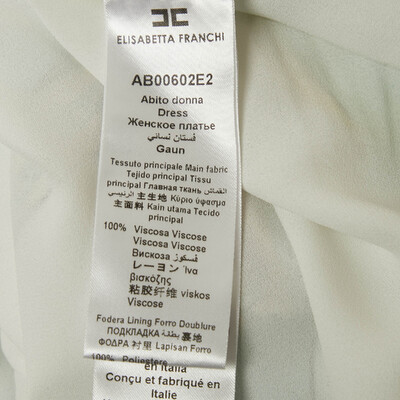 ELISABETTA FRANCHI
AB00602E2
Abito donna
Dress
Женское платье
فستان نسائي
Gaun
Tessuto principale Main fabric
Tejido principal Tissu
principal Главная ткань القماش
الرئيسي 主生地 Κύριο ύφασμα
主面料 Kain utama Tecido
principal
100% Viscosa Viscose
Viscosa Viscose
Вискоза فسكوز
レーヨン Ίνα
βισκόζης
粘胶纤维 viskos
Viscose
Fodera Lining Forro Doublure
ПОДКЛАДКА بطانة 裏地
ΦΟΔΡΑ 衬里 Lapisan Forro
100% Poliestere
en Italia
Conçu et fabriqué en
Italie